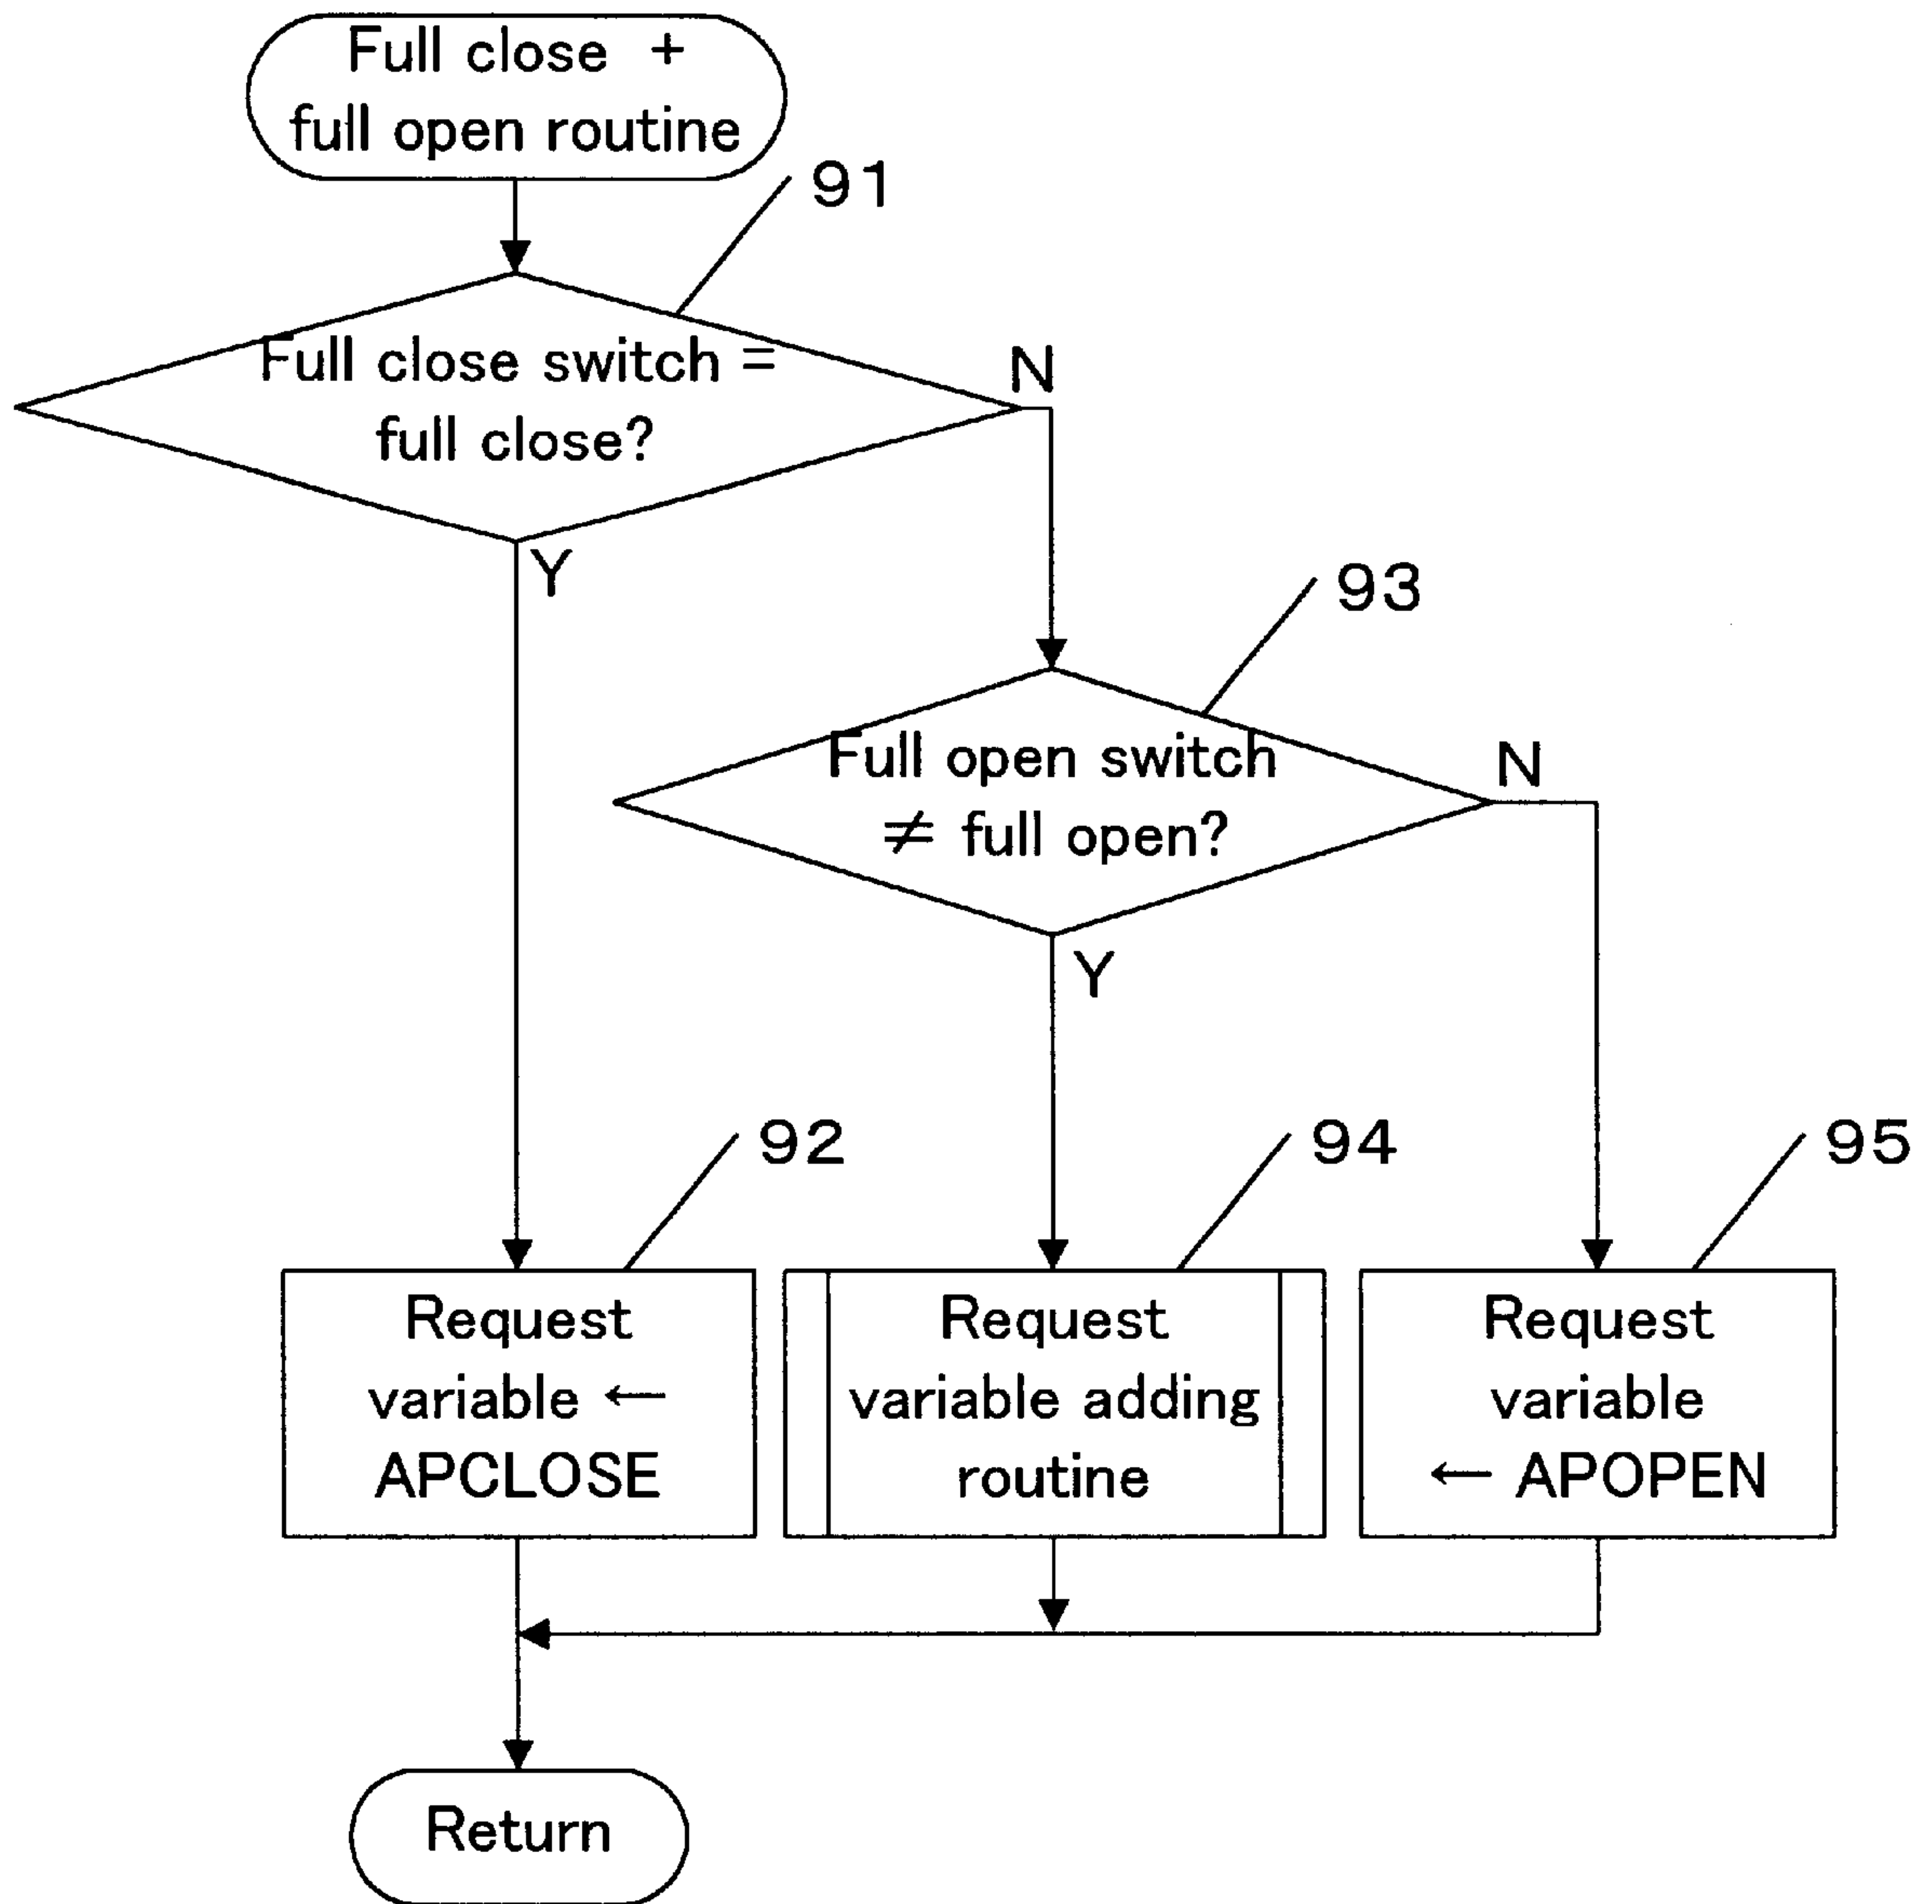 Full close +
full open routine
91
Full close switch =
full close?
N
Y
93
Full open switch
≠ full open?
N
Y
92
94
95
Request
variable ←
APCLOSE
Request
variable adding
routine
Request
variable
← APOPEN
Return